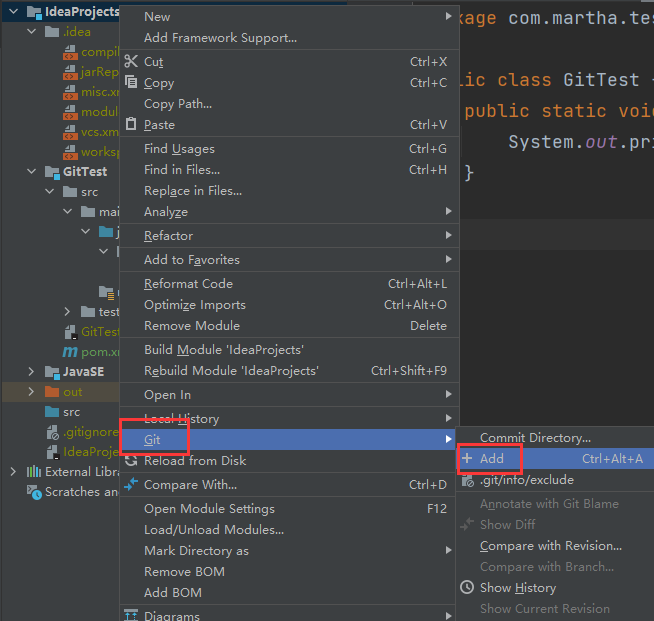 IdeaProjects
.idea
compil
jarRep
misc.xm
modul
vcs.xm
worksp
GitTest
src
mai
j
test
GitTest
pom.xm
JavaSE
out
src
.gitignore
IdeaProje
External Libra
Scratches an
New
Add Framework Support...
Cut Ctrl+X
Copy Ctrl+C
Copy Path...
Paste Ctrl+V
Find Usages Ctrl+G
Find in Files... Ctrl+H
Replace in Files...
Analyze
Refactor
Add to Favorites
Reformat Code Ctrl+Alt+L
Optimize Imports Ctrl+Alt+O
Remove Module Delete
Build Module 'IdeaProjects'
Rebuild Module 'IdeaProjects' Ctrl+Shift+F9
Open In
Local History
Git
Reload from Disk
Compare With... Ctrl+D
Open Module Settings F12
Load/Unload Modules...
Mark Directory as
Remove BOM
Add BOM
Diagrams
Commit Directory...
Add Ctrl+Alt+A
.git/info/exclude
Annotate with Git Blame
Show Diff
Compare with Revision...
Compare with Branch...
Show History
Show Current Revision
kage com.martha.tes
lic class GitTest {
public static voi
System.out.pri
}